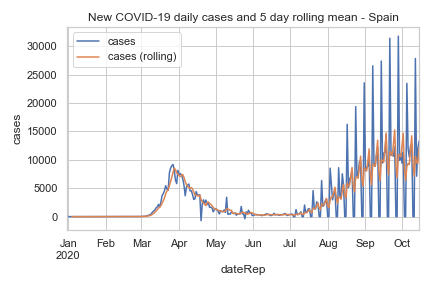 New COVID-19 daily cases and 5 day rolling mean - Spain
cases
cases (rolling)
cases
30000
25000
20000
15000
10000
5000
0
Jan Feb Mar Apr May Jun Jul Aug Sep Oct
2020
dateRep